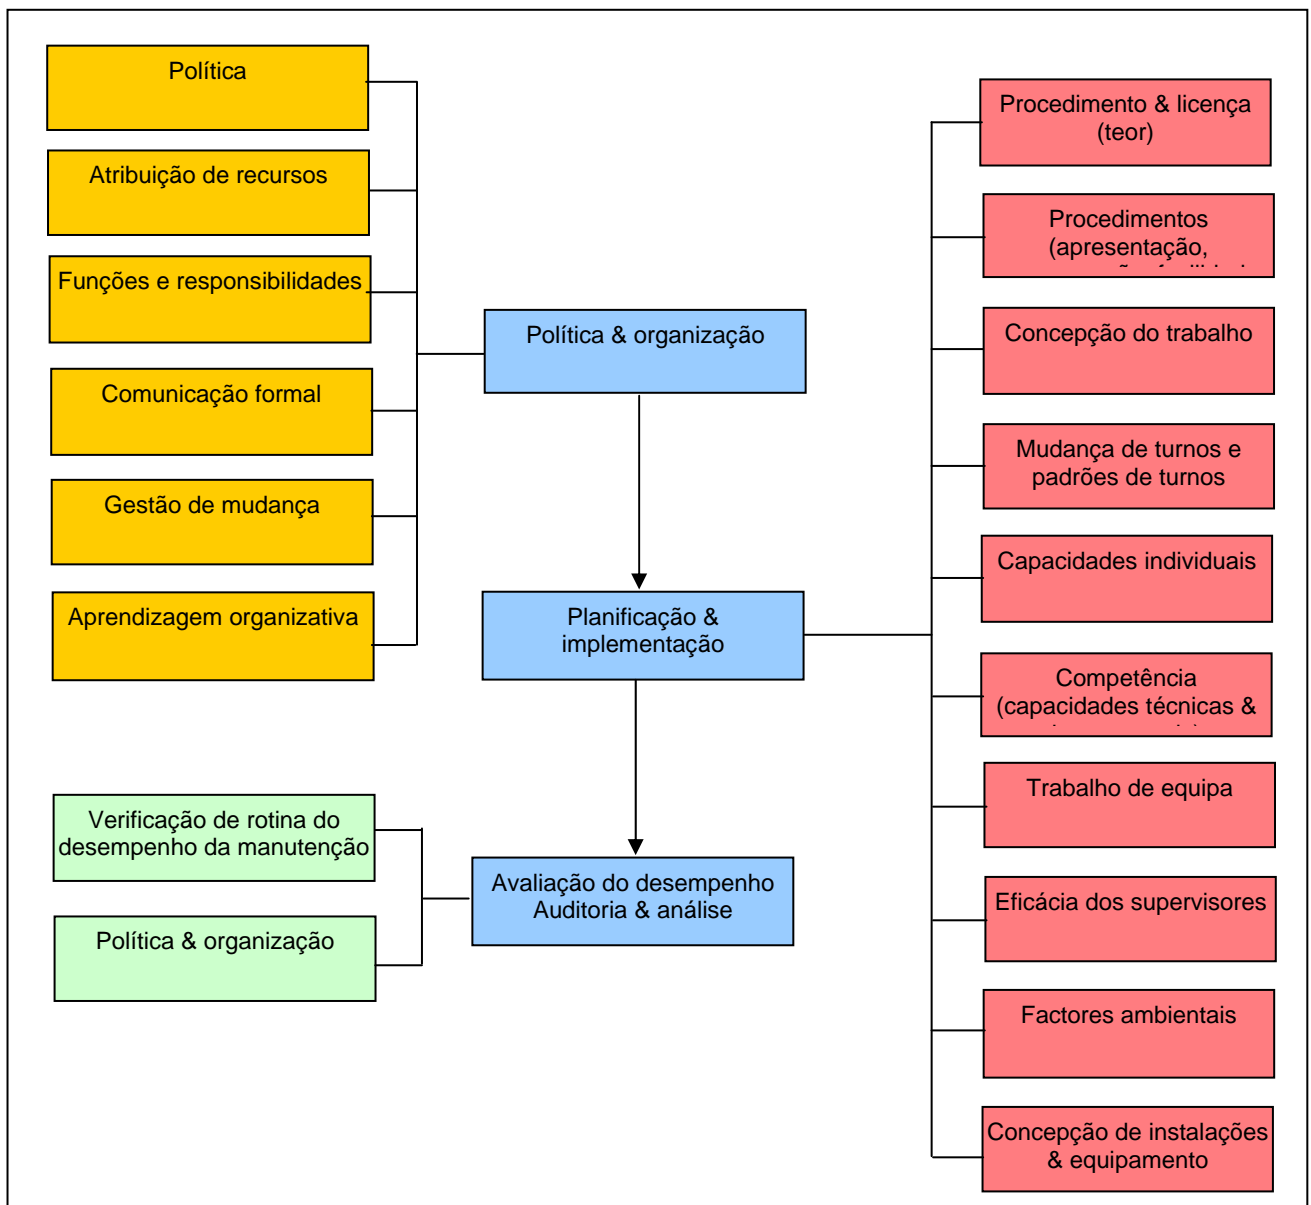 Política
Atribuição de recursos
Funções e responsibilidades
Comunicação formal
Gestão de mudança
Aprendizagem organizativa
Verificação de rotina do
desempenho da manutenção
Política & organização
Política & organização
Planificação &
implementação
Avaliação do desempenho
Auditoria & análise
Procedimento & licença
(teor)
Procedimentos
(apresentação,
Concepção do trabalho
Mudança de turnos e
padrões de turnos
Capacidades individuais
Competência
(capacidades técnicas &
Trabalho de equipa
Eficácia dos supervisores
Factores ambientais
Concepção de instalações
& equipamento